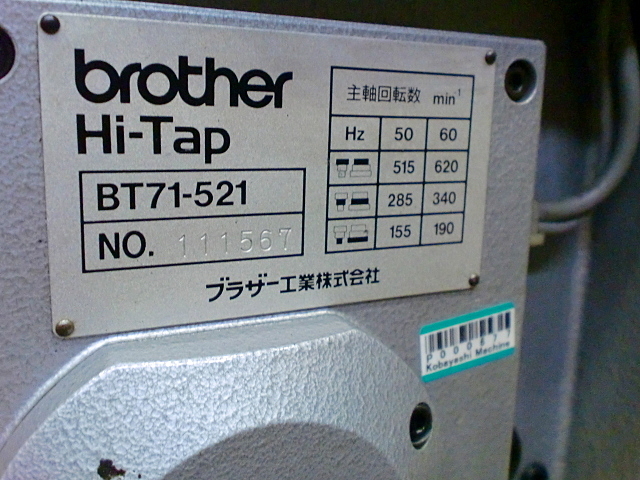 brother
Hi-Tap
BT71-521
NO. 111567
主軸回転数 min⁻¹
Hz 50 60
515 620
285 340
155 190
ブラザー工業株式会社
Kobayashi Machine